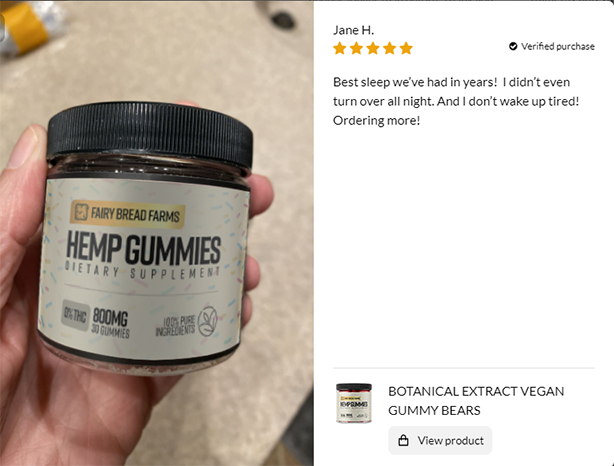 FAIRY BREAD FARMS
HEMP GUMMIES
DIETARY SUPPLEMENT
0% THC
800MG
30 GUMMIES
100% PURE
INGREDIENTS
Jane H.
Verified purchase
Best sleep we've had in years! I didn't even
turn over all night. And I don't wake up tired!
Ordering more!
HEMP GUMMIES
BOTANICAL EXTRACT VEGAN
GUMMY BEARS
View product